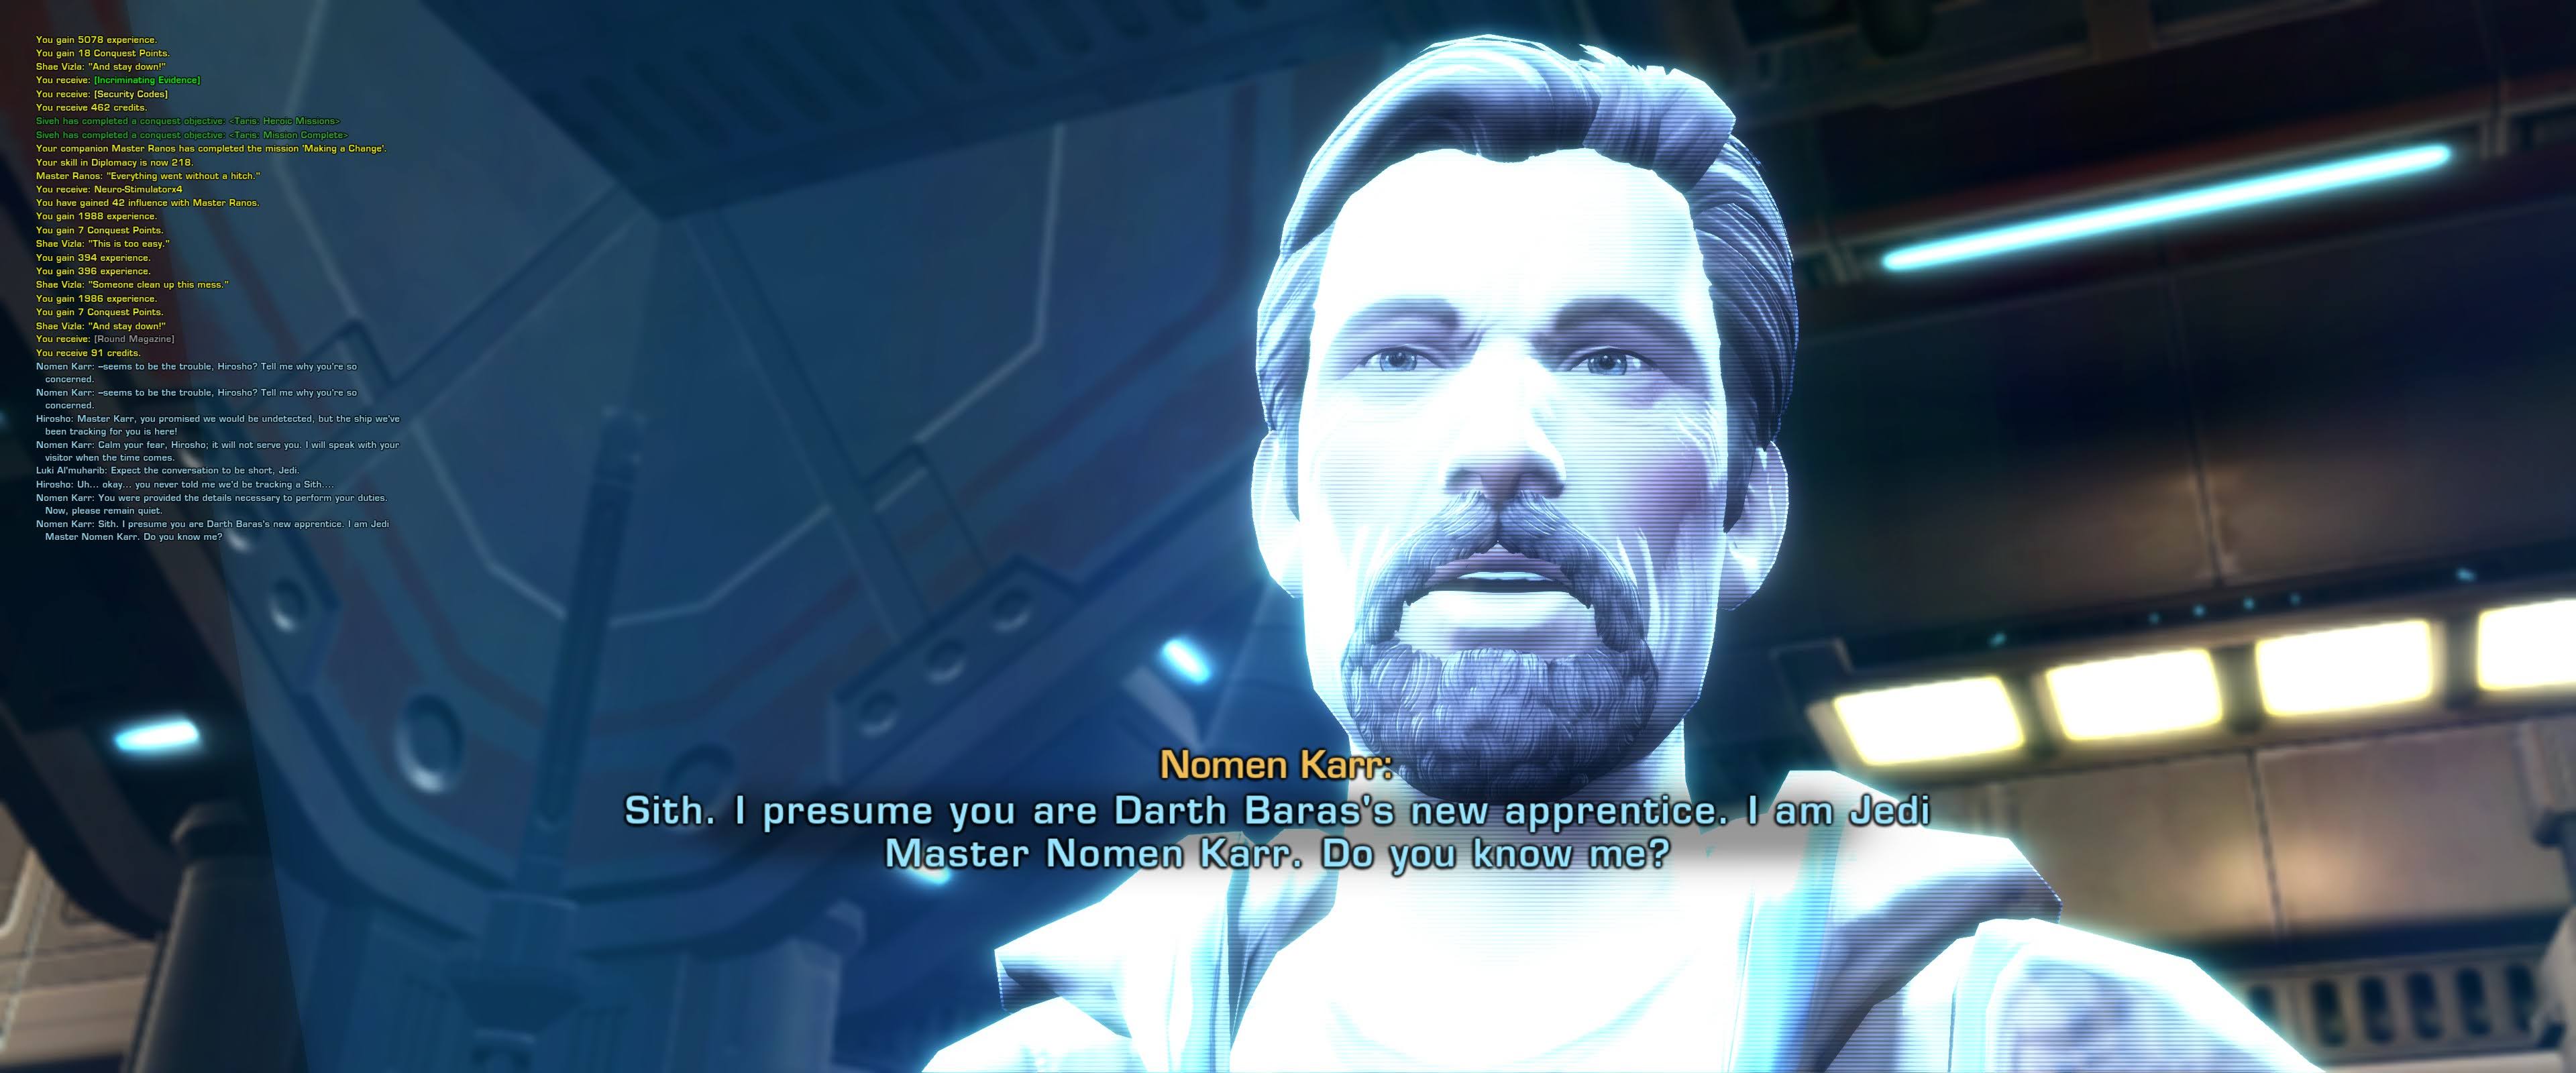 You gain 5078 experience.
You gain 18 Conquest Points.
Shae Vizla: "And stay down!"
You receive: [Incriminating Evidence]
You receive: [Security Codes]
You receive 462 credits.
Siveh has completed a conquest objective: <Taris: Heroic Missions>
Siveh has completed a conquest objective: <Taris: Mission Complete>
Your companion Master Ranos has completed the mission 'Making a Change'.
Your skill in Diplomacy is now 218.
Master Ranos: "Everything went without a hitch."
You receive: Neuro-Stimulatorx4
You have gained 42 influence with Master Ranos.
You gain 1988 experience.
You gain 7 Conquest Points.
Shae Vizla: "This is too easy."
You gain 394 experience.
You gain 396 experience.
Shae Vizla: "Someone clean up this mess."
You gain 1986 experience.
You gain 7 Conquest Points.
Shae Vizla: "And stay down!"
You receive: [Round Magazine]
You receive 91 credits.
Nomen Karr: –seems to be the trouble, Hirosho? Tell me why you're so
concerned.
Nomen Karr: –seems to be the trouble, Hirosho? Tell me why you're so
concerned.
Hirosho: Master Karr, you promised we would be undetected, but the ship we've
been tracking for you is here!
Nomen Karr: Calm your fear, Hirosho; it will not serve you. I will speak with your
visitor when the time comes.
Luki Al'muharib: Expect the conversation to be short, Jedi.
Hirosho: Uh... okay... you never told me we'd be tracking a Sith....
Nomen Karr: You were provided the details necessary to perform your duties.
Now, please remain quiet.
Nomen Karr: Sith. I presume you are Darth Baras's new apprentice. I am Jedi
Master Nomen Karr. Do you know me?
Nomen Karr:
Sith. I presume you are Darth Baras's new apprentice. I am Jedi
Master Nomen Karr. Do you know me?